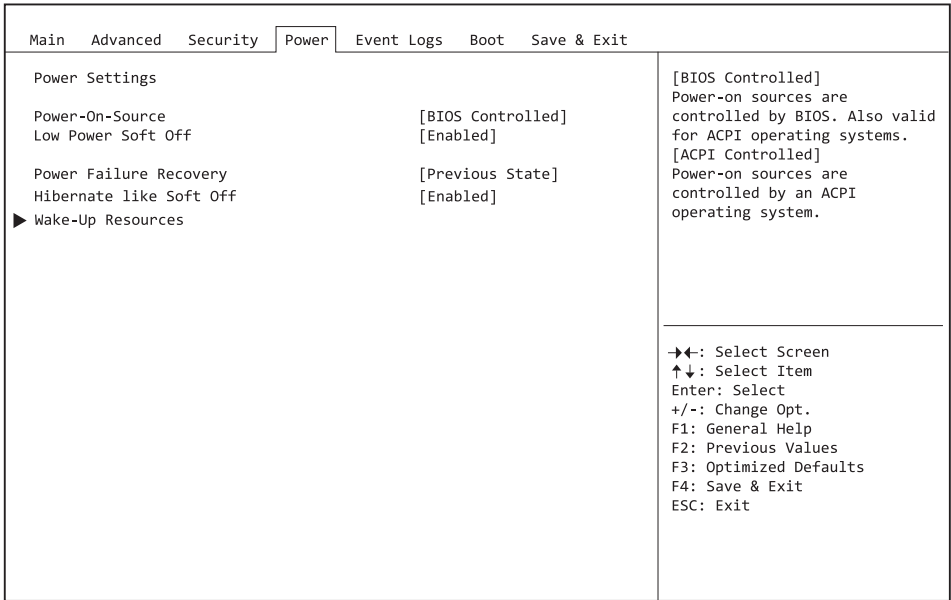 Main Advanced Security Power Event Logs Boot Save & Exit
Power Settings
Power-On-Source [BIOS Controlled]
Low Power Soft Off [Enabled]
Power Failure Recovery [Previous State]
Hibernate like Soft Off [Enabled]
▶ Wake-Up Resources
[BIOS Controlled]
Power-on sources are
controlled by BIOS. Also valid
for ACPI operating systems.
[ACPI Controlled]
Power-on sources are
controlled by an ACPI
operating system.
→←: Select Screen
↑↓: Select Item
Enter: Select
+/-: Change Opt.
F1: General Help
F2: Previous Values
F3: Optimized Defaults
F4: Save & Exit
ESC: Exit